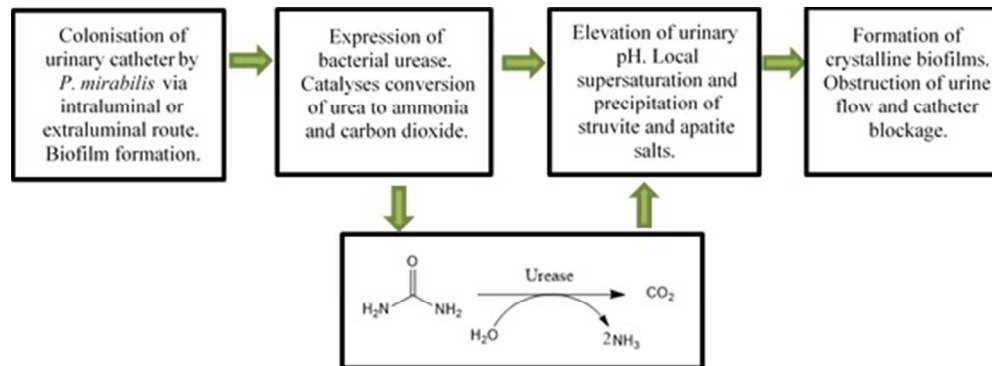 Colonisation of
urinary catheter by
P. mirabilis via
intraluminal or
extraluminal route.
Biofilm formation.
Expression of
bacterial urease.
Catalyses conversion
of urea to ammonia
and carbon dioxide.
Elevation of urinary
pH. Local
supersaturation and
precipitation of
struvite and apatite
salts.
Formation of
crystalline biofilms.
Obstruction of urine
flow and catheter
blockage.
O
H₂N
NH₂
Urease
H₂O
2NH₃
CO₂